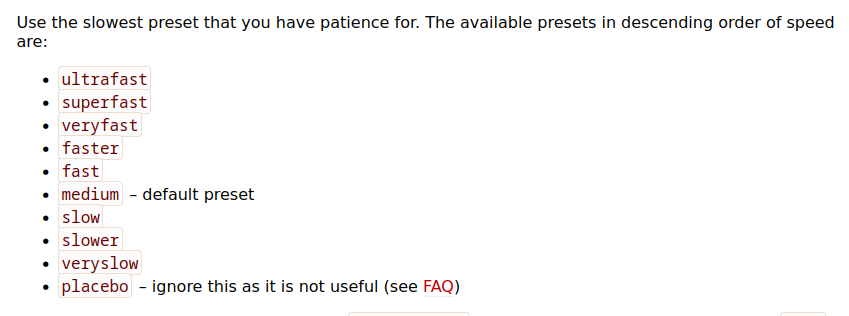 Use the slowest preset that you have patience for. The available presets in descending order of speed
are:
• ultrafast
• superfast
• veryfast
• faster
• fast
• medium – default preset
• slow
• slower
• veryslow
• placebo – ignore this as it is not useful (see FAQ)